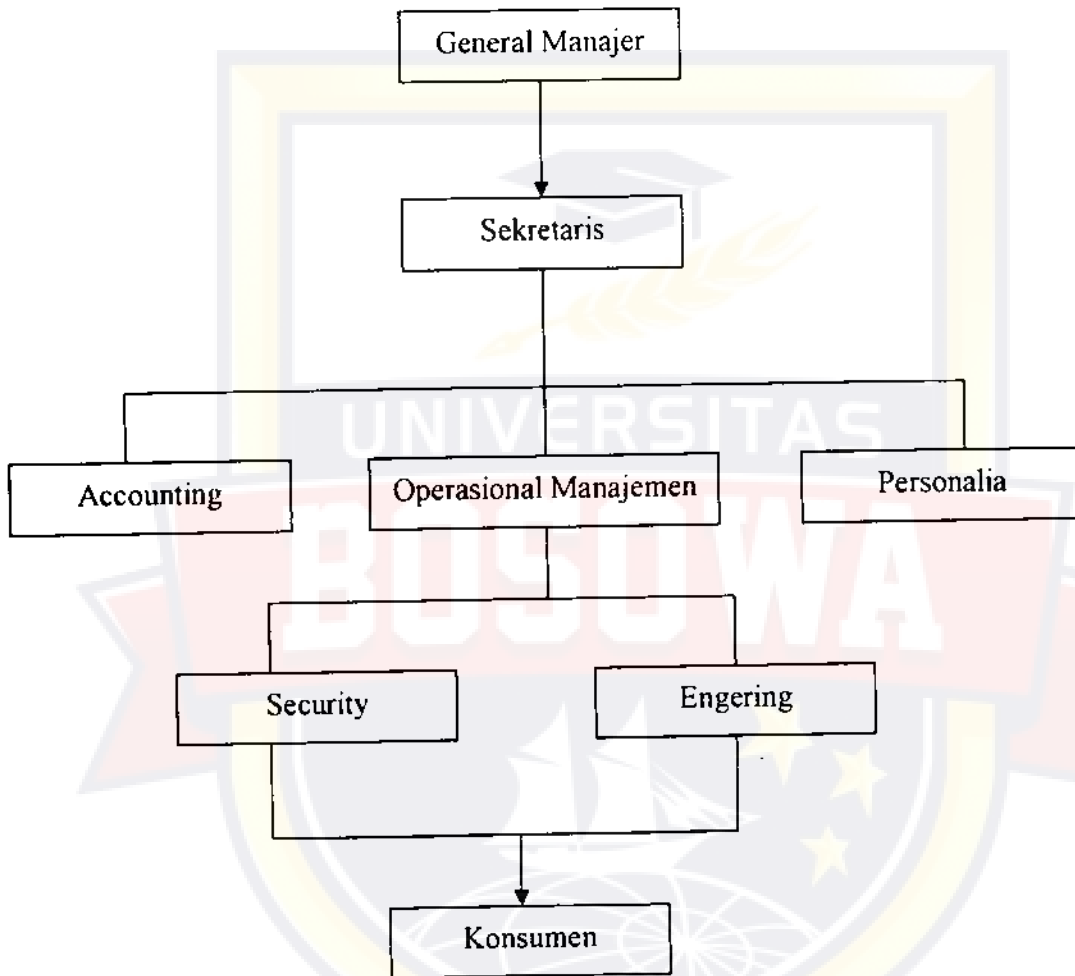 General Manajer
Sekretaris
UNIVERSITAS
Accounting
Operasional Manajemen
Personalia
BOSOWA
Security
Engering
Konsumen